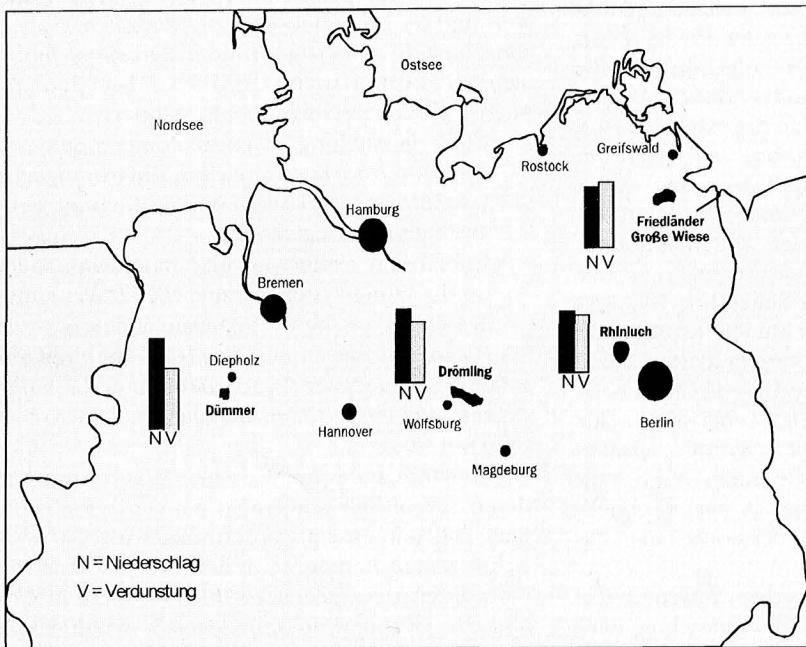 Ostsee
Nordsee
Rostock
Greifswald
Friedländer
Große Wiese
N V
Hamburg
Bremen
N V
Diepholz
Dümmer
N V
Drömling
Hannover
Wolfsburg
Magdeburg
N V
Rhinluch
Berlin
N = Niederschlag
V = Verdunstung